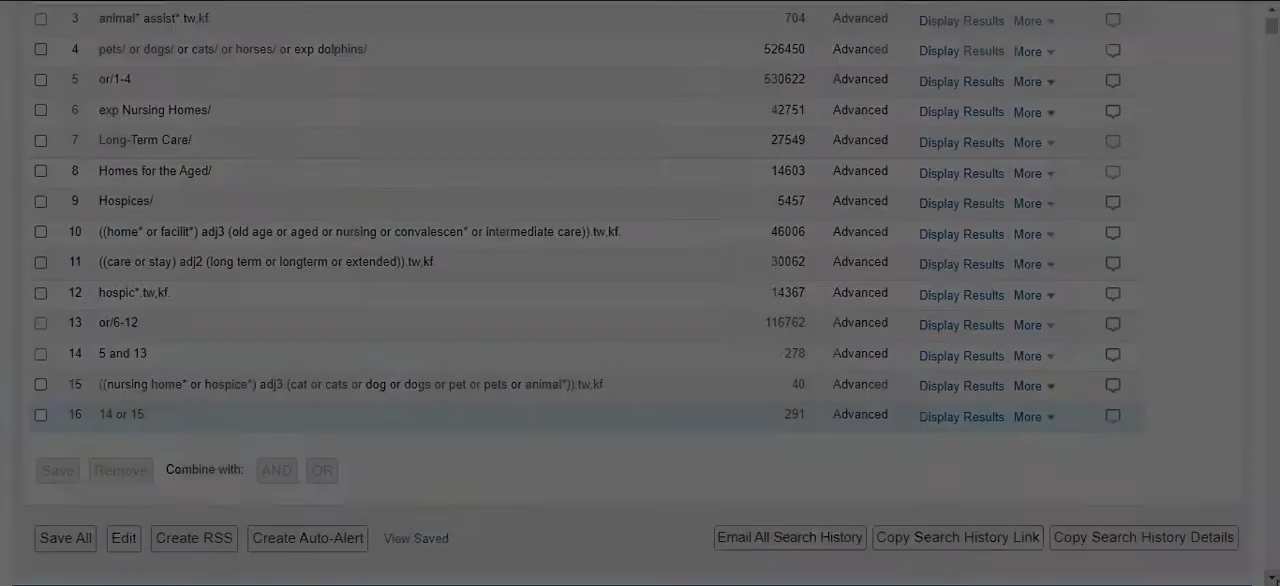 3 animal* assist*.tw,kf. 704 Advanced Display Results More
4 pets/ or dogs/ or cats/ or horses/ or exp dolphins/ 526450 Advanced Display Results More
5 or/1-4 530622 Advanced Display Results More
6 exp Nursing Homes/ 42751 Advanced Display Results More
7 Long-Term Care/ 27549 Advanced Display Results More
8 Homes for the Aged/ 14603 Advanced Display Results More
9 Hospices/ 5457 Advanced Display Results More
10 ((home* or facilit*) adj3 (old age or aged or nursing or convalescen* or intermediate care)).tw,kf. 46006 Advanced Display Results More
11 ((care or stay) adj2 (long term or longterm or extended)).tw,kf. 30062 Advanced Display Results More
12 hospic*.tw,kf. 14367 Advanced Display Results More
13 or/6-12 116762 Advanced Display Results More
14 5 and 13 278 Advanced Display Results More
15 ((nursing home* or hospice*) adj3 (cat or cats or dog or dogs or pet or pets or animal*)).tw,kf. 40 Advanced Display Results More
16 14 or 15 291 Advanced Display Results More
Save Remove Combine with: AND OR
Save All Edit Create RSS Create Auto-Alert View Saved Email All Search History Copy Search History Link Copy Search History Details